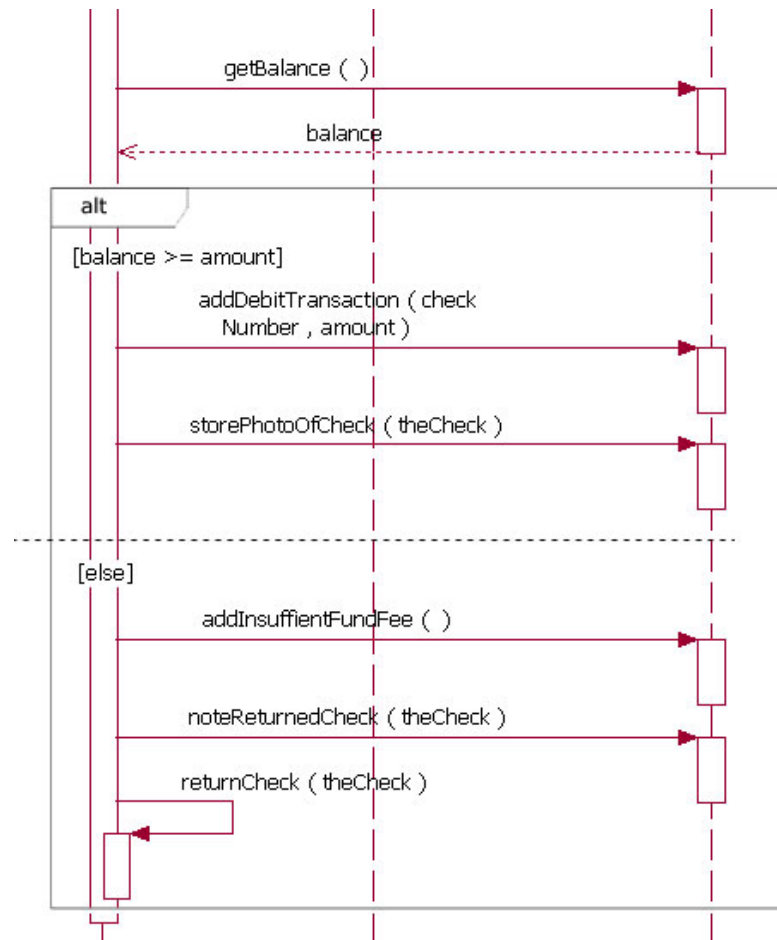 getBalance ( )
balance
alt
[balance >= amount]
addDebitTransaction ( check
Number , amount )
storePhotoOfCheck ( theCheck )
[else]
addInsuffientFundFee ( )
noteReturnedCheck ( theCheck )
returnCheck ( theCheck )